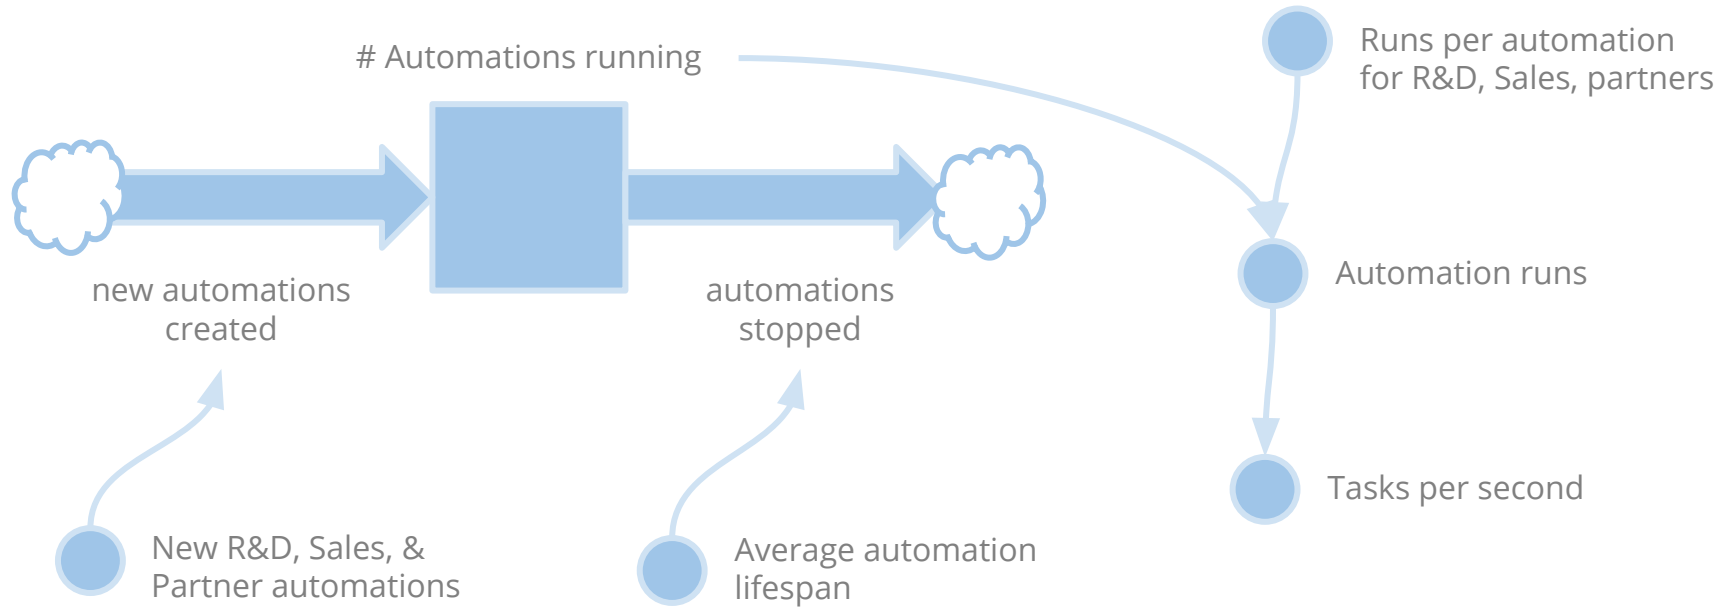 # Automations running
Runs per automation
for R&D, Sales, partners
new automations
created
automations
stopped
Automation runs
Tasks per second
New R&D, Sales, &
Partner automations
Average automation
lifespan